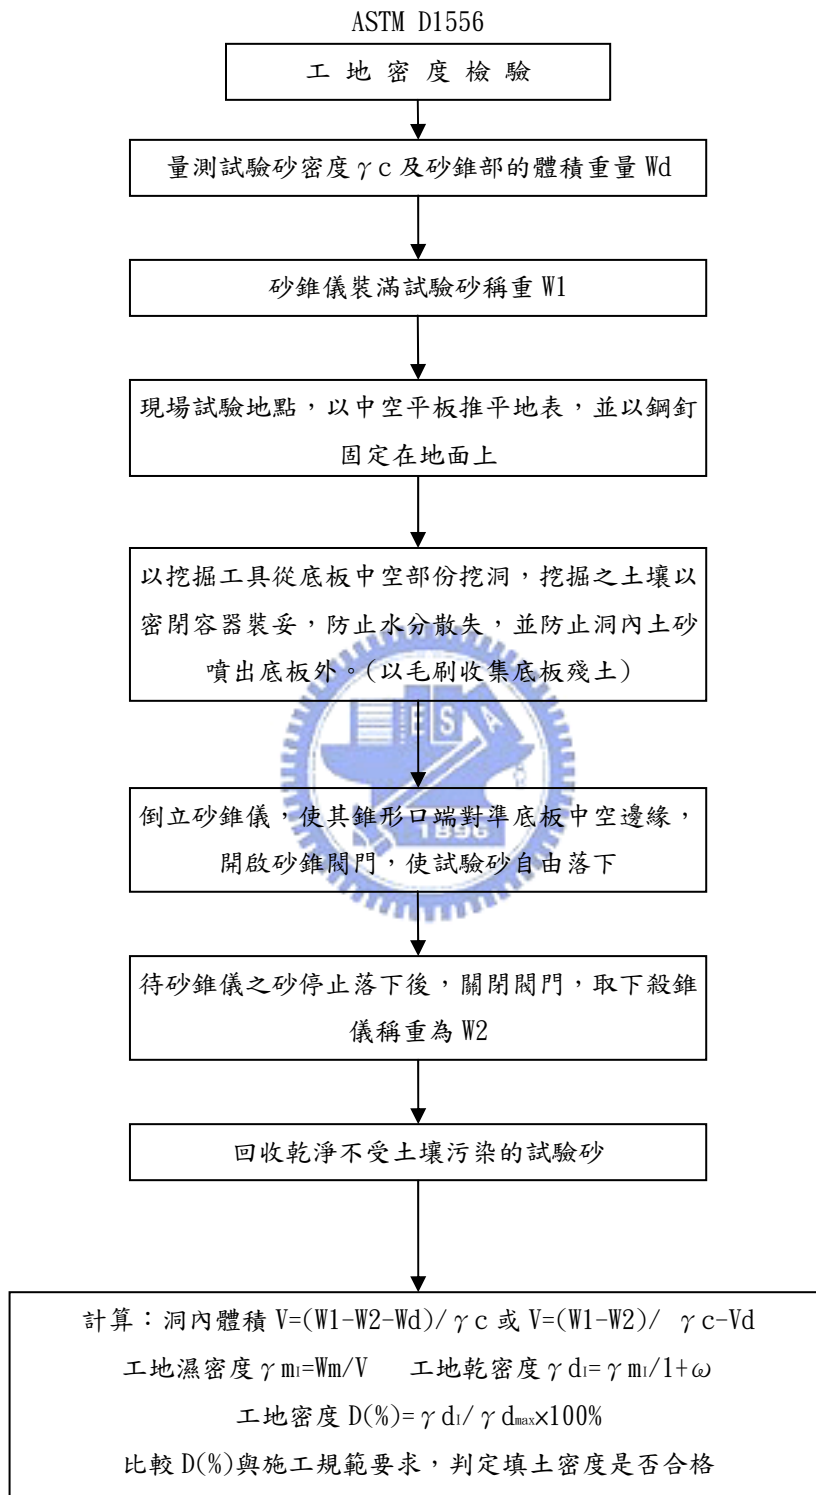 ASTM D1556
工 地 密 度 檢 驗
量測試驗砂密度γc及砂錐部的體積重量 Wd
砂錐儀裝滿試驗砂稱重 W1
現場試驗地點，以中空平板推平地表，並以鋼釘
固定在地面上
以挖掘工具從底板中空部份挖洞，挖掘之土壤以
密閉容器裝妥，防止水分散失，並防止洞內土砂
噴出底板外。(以毛刷收集底板殘土)
ESA
倒立砂錐儀，使其錐形口端對準底板中空邊緣，
1896
開啟砂錐閥門，使試驗砂自由落下
待砂錐儀之砂停止落下後，關閉閥門，取下殺錐
儀稱重為 W2
回收乾淨不受土壤污染的試驗砂
計算：洞內體積 V=(W1-W2-Wd)/γc 或 V=(W1-W2)/ γc-Vd
工地濕密度γmI=Wm/V 工地乾密度γdI=γmI/1+ω
工地密度 D(%)=γdI/γdmax×100%
比較 D(%)與施工規範要求，判定填土密度是否合格